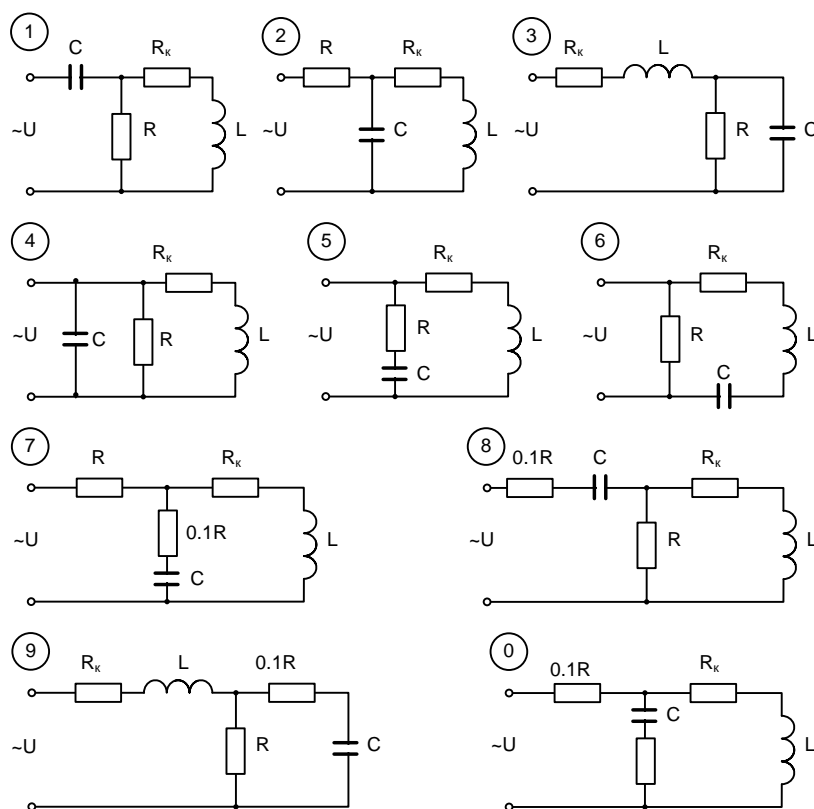 1 2 3
C Rк R Rк Rк L
~U R L ~U C L ~U R C
4 5 6
Rк Rк Rк
~U C R L ~U R L ~U R L
C C
7 8
R Rк 0.1R C Rк
0.1R
~U L ~U R L
C
9 0
Rк L 0.1R 0.1R Rк
C
~U R C ~U L